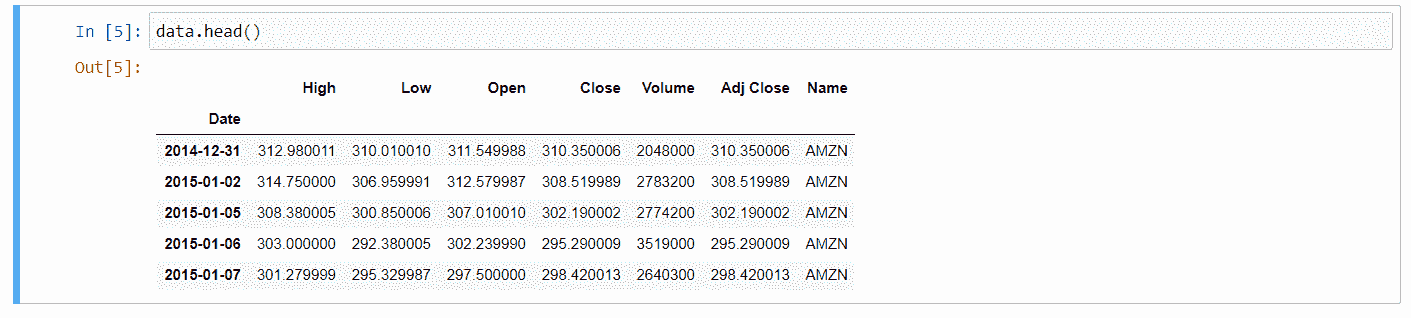 In [5]: data.head()
Out[5]:
High Low Open Close Volume Adj Close Name
Date
2014-12-31 312.980011 310.010010 311.549988 310.350006 2048000 310.350006 AMZN
2015-01-02 314.750000 306.959991 312.579987 308.519989 2783200 308.519989 AMZN
2015-01-05 308.380005 300.850006 307.010010 302.190002 2774200 302.190002 AMZN
2015-01-06 303.000000 292.380005 302.239990 295.290009 3519000 295.290009 AMZN
2015-01-07 301.279999 295.329987 297.500000 298.420013 2640300 298.420013 AMZN